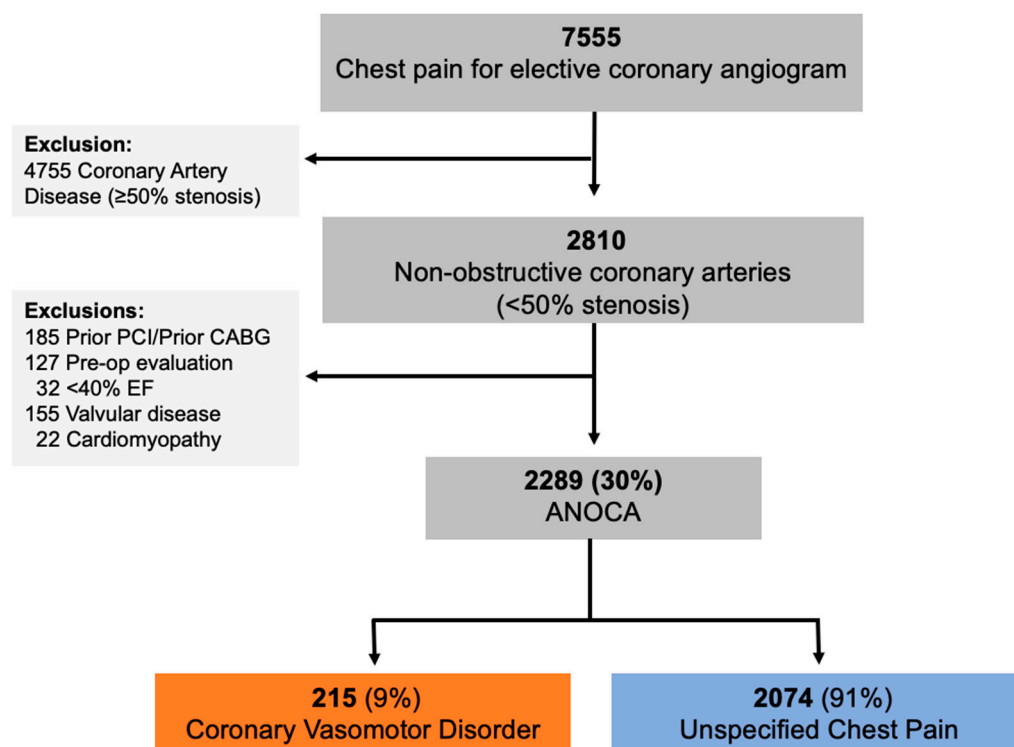 7555
Chest pain for elective coronary angiogram
Exclusion:
4755 Coronary Artery
Disease (≥50% stenosis)
2810
Non-obstructive coronary arteries
(<50% stenosis)
Exclusions:
185 Prior PCI/Prior CABG
127 Pre-op evaluation
32 <40% EF
155 Valvular disease
22 Cardiomyopathy
2289 (30%)
ANOCA
215 (9%)
Coronary Vasomotor Disorder
2074 (91%)
Unspecified Chest Pain